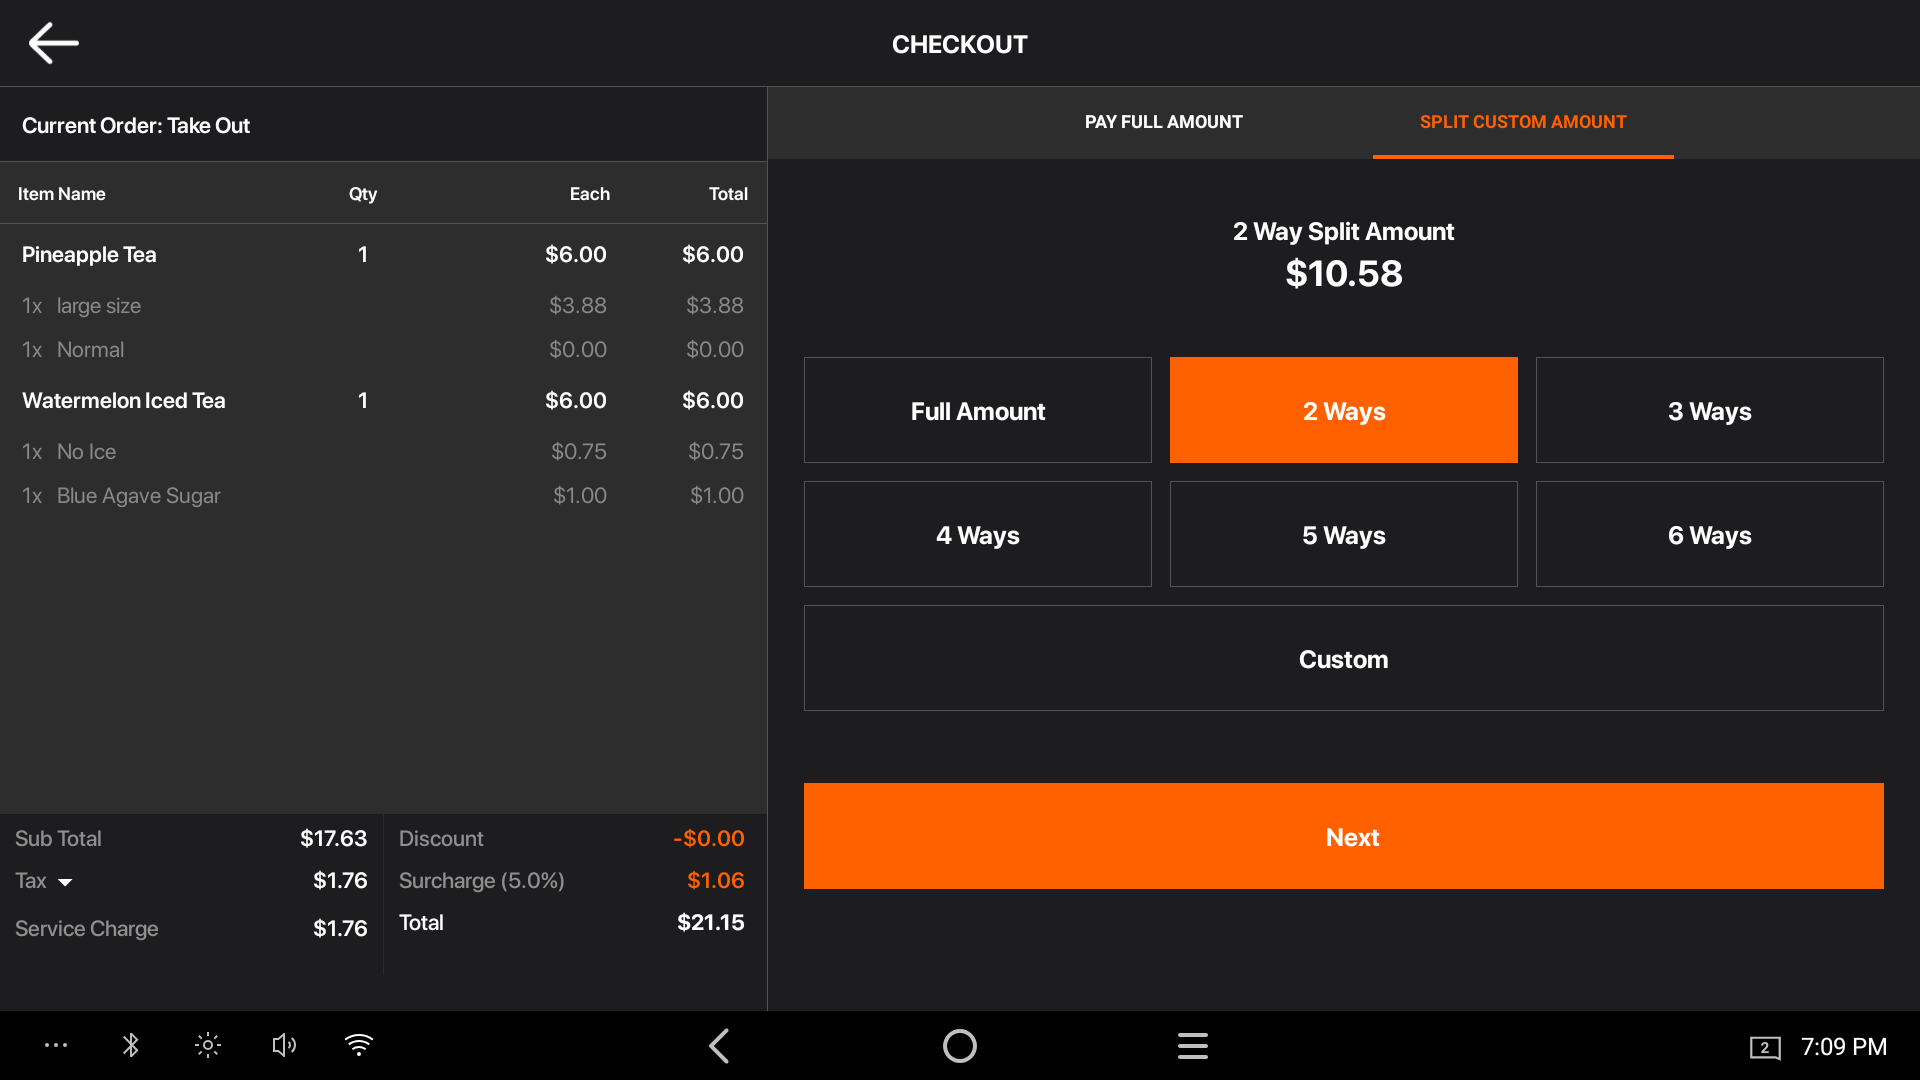 CHECKOUT
Current Order: Take Out
Item Name Qty Each Total
Pineapple Tea 1 $6.00 $6.00
1x large size $3.88 $3.88
1x Normal $0.00 $0.00
Watermelon Iced Tea 1 $6.00 $6.00
1x No Ice $0.75 $0.75
1x Blue Agave Sugar $1.00 $1.00
Sub Total $17.63
Tax $1.76
Service Charge $1.76
Discount -$0.00
Surcharge (5.0%) $1.06
Total $21.15
PAY FULL AMOUNT SPLIT CUSTOM AMOUNT
2 Way Split Amount
$10.58
Full Amount 2 Ways 3 Ways
4 Ways 5 Ways 6 Ways
Custom
Next
2 7:09 PM